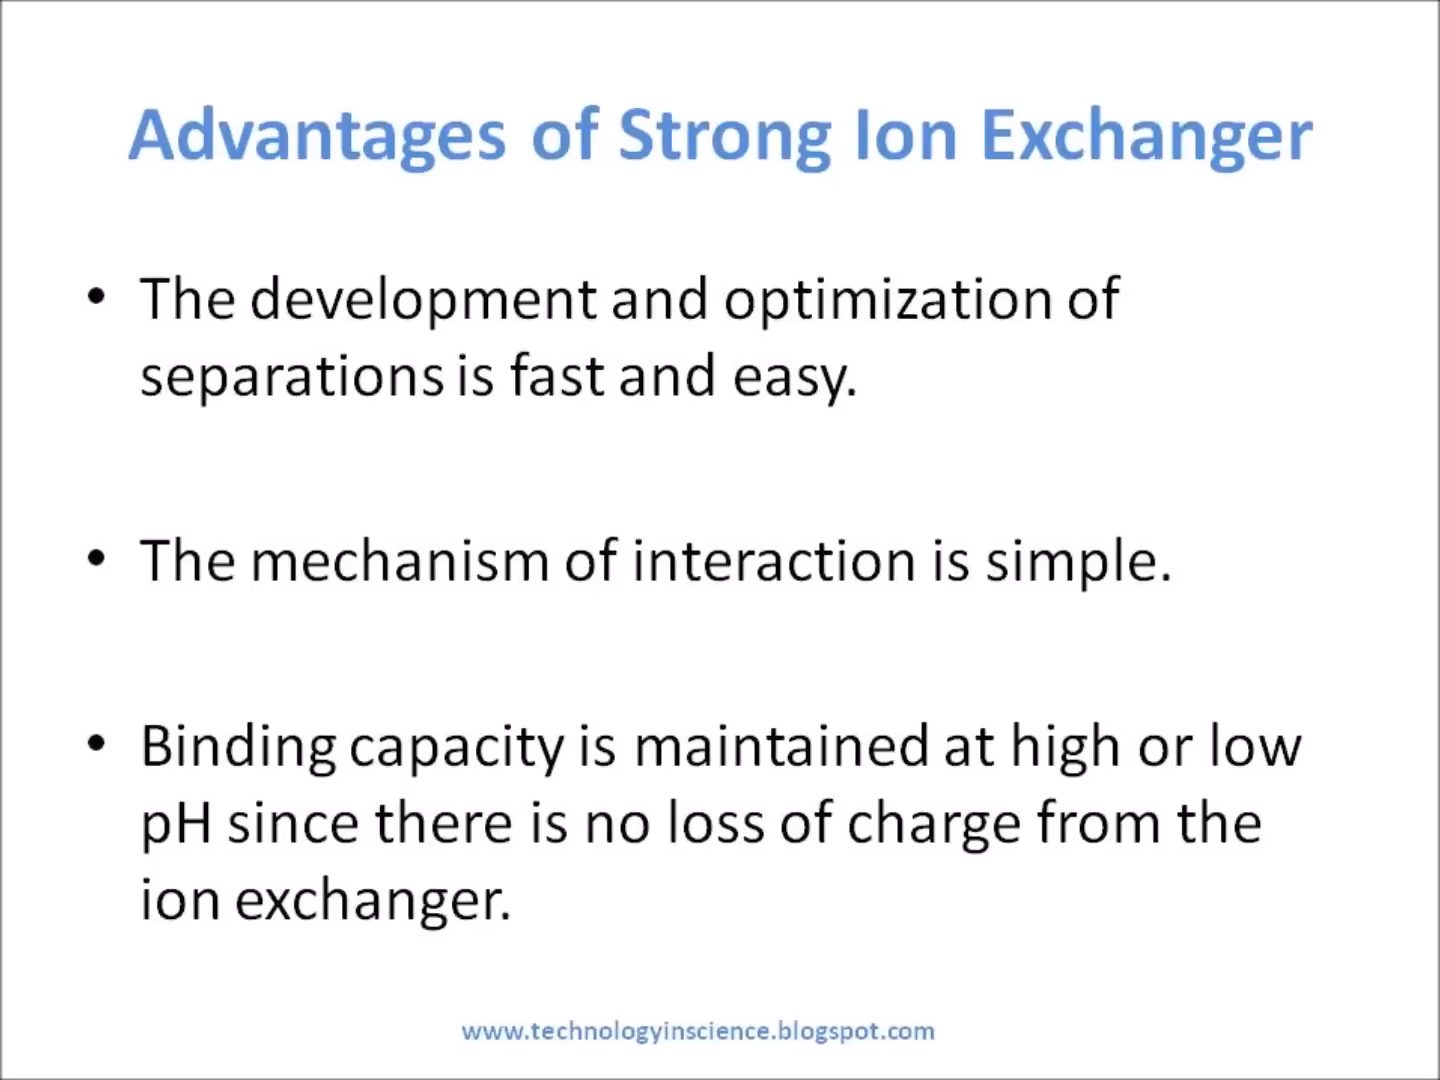 Advantages of Strong Ion Exchanger
• The development and optimization of
separations is fast and easy.
• The mechanism of interaction is simple.
• Binding capacity is maintained at high or low
pH since there is no loss of charge from the
ion exchanger.
www.technologyinscience.blogspot.com